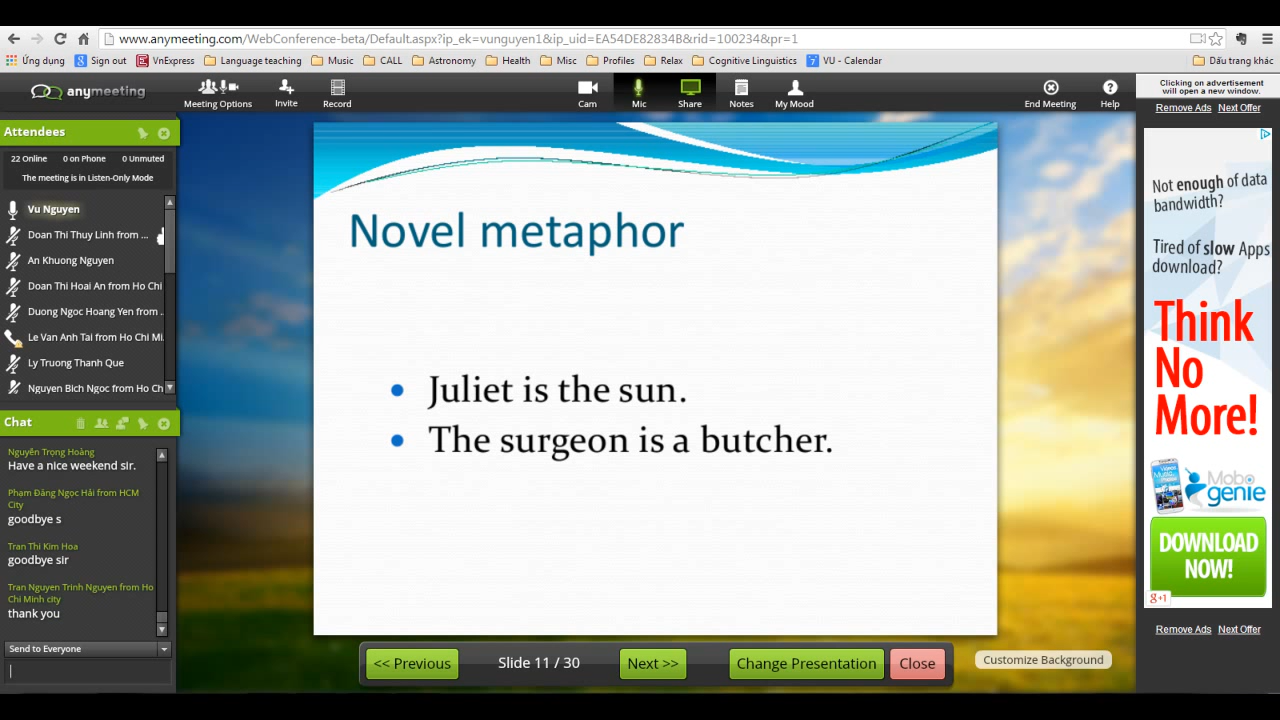 www.anymeeting.com/WebConference-beta/Default.aspx?ip_ek=vunguyen1&ip_uid=EA54DE82834B&rid=100234&pr=1
Ứng dụng Sign out VnExpress Language teaching Music CALL Astronomy Health Misc Profiles Relax Cognitive Linguistics 7 VU - Calendar Dấu trang khác
anymeeting Meeting Options Invite Record Cam Mic Share Notes My Mood End Meeting Help
Clicking on advertisement
will open a new window.
Remove Ads Next Offer
Attendees
22 Online 0 on Phone 0 Unmuted
The meeting is in Listen-Only Mode
Vu Nguyen
Doan Thi Thuy Linh from ...
An Khuong Nguyen
Doan Thi Hoai An from Ho Chi
Duong Ngoc Hoang Yen from .
Le Van Anh Tai from Ho Chi Mi.
Ly Truong Thanh Que
Nguyen Bich Ngoc from Ho Ch
Chat
Nguyễn Trọng Hoàng
Have a nice weekend sir.
Phạm Đăng Ngọc Hải from HCM
City
goodbye s
Tran Thi Kim Hoa
goodbye sir
Tran Nguyen Trinh Nguyen from Ho
Chi Minh city
thank you
Send to Everyone
Novel metaphor
• Juliet is the sun.
• The surgeon is a butcher.
<< Previous Slide 11 / 30 Next >> Change Presentation Close
Customize Background
Not enough of data
bandwidth?
Tired of slow Apps
download?
Think
No
More!
Mobo
genie
DOWNLOAD
NOW!
g+1
Remove Ads Next Offer